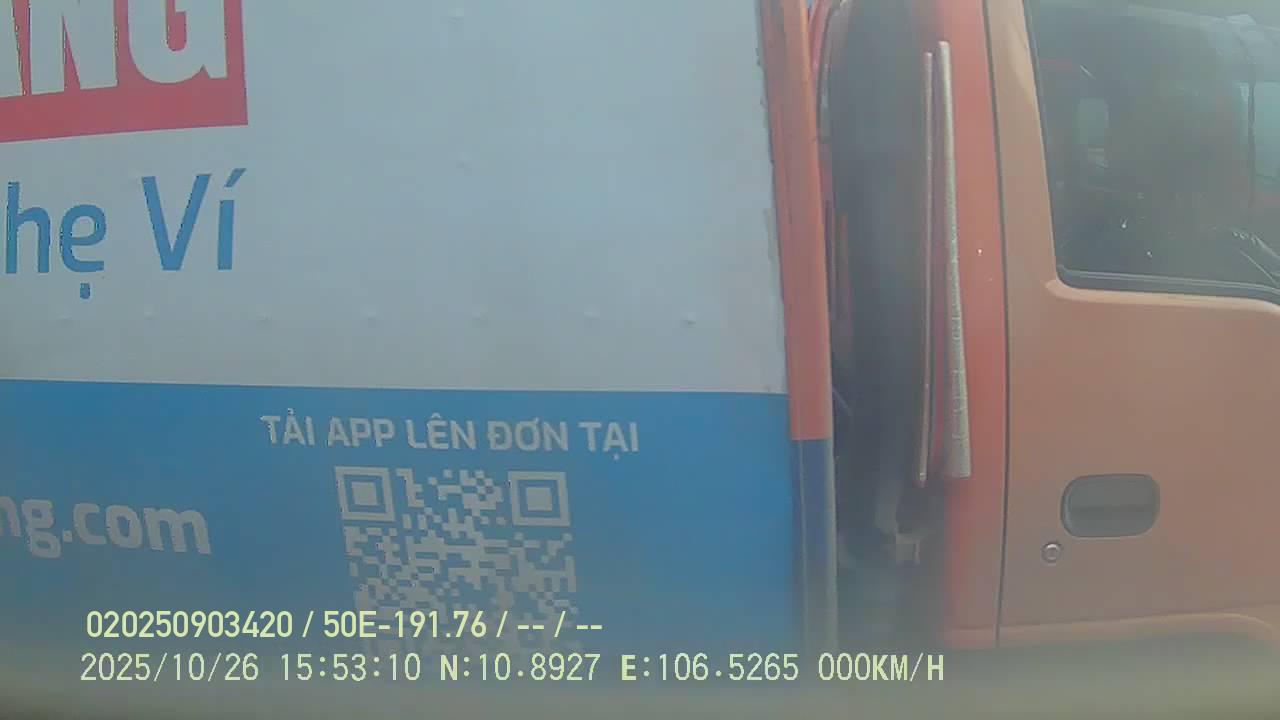 ANG
hẹ Ví
TẢI APP LÊN ĐƠN TẠI
ng.com
020250903420 / 50E-191.76 / -- / --
2025/10/26 15:53:10 N:10.8927 E:106.5265 000KM/H